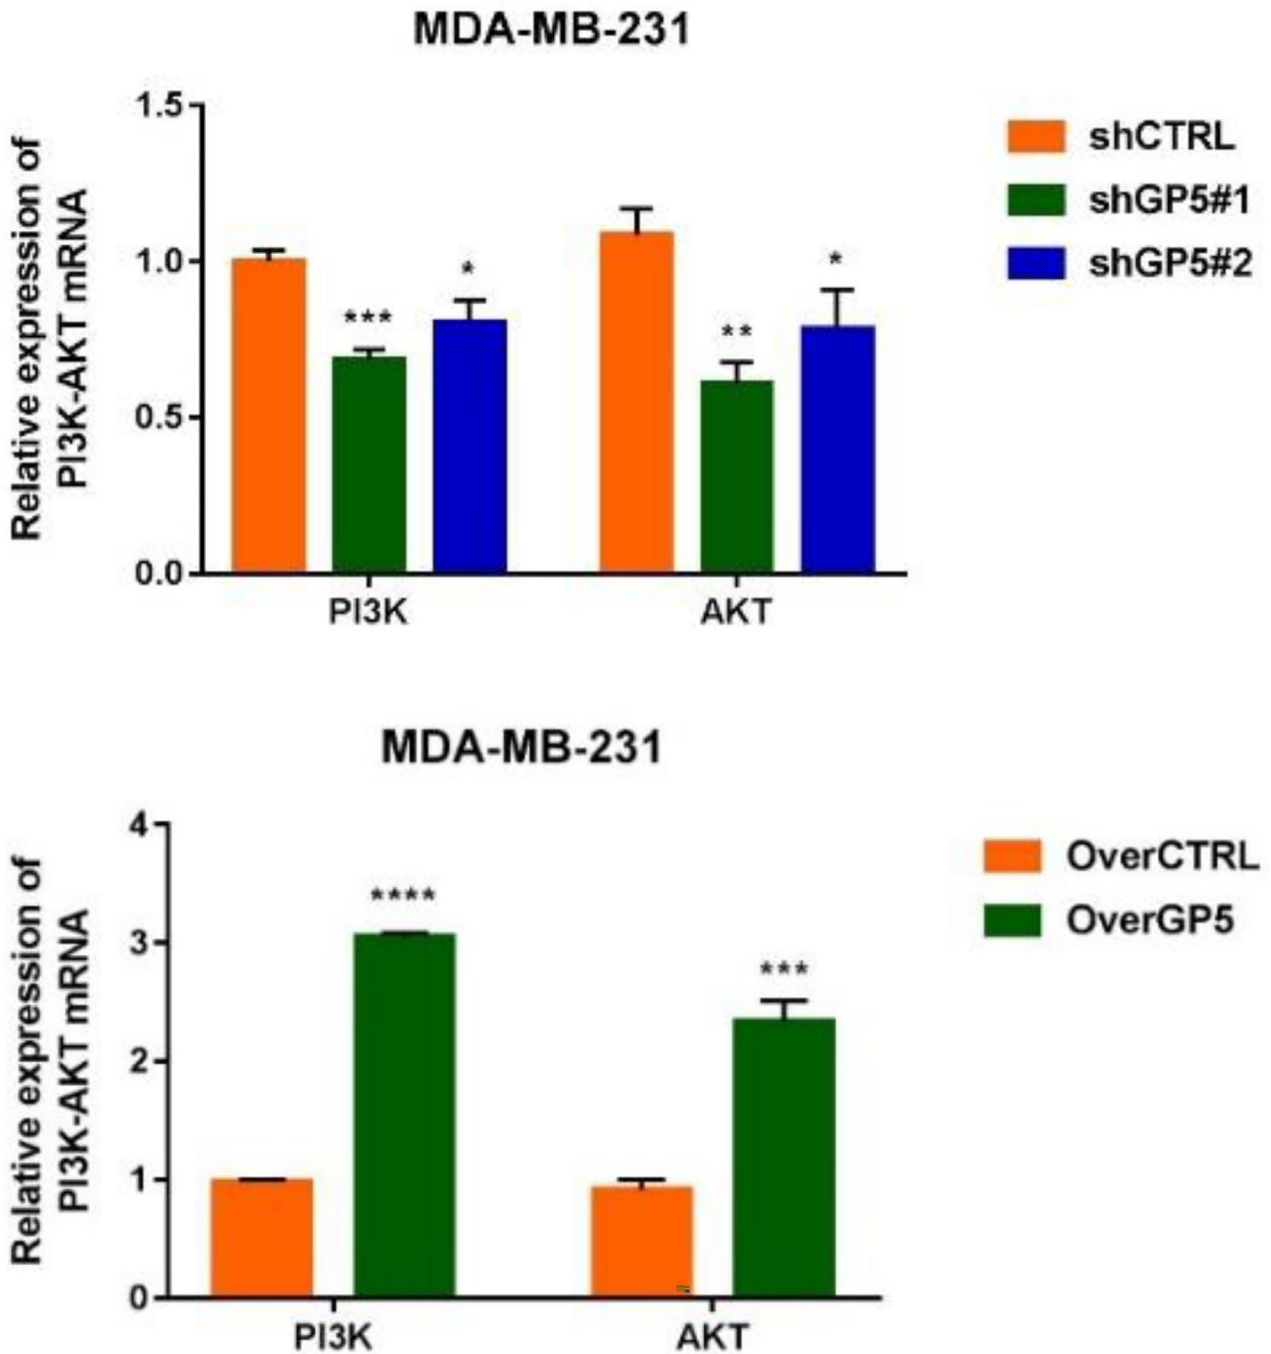 MDA-MB-231
Relative expression of
PI3K-AKT mRNA
1.5
1.0
0.5
0.0
***
*
**
*
PI3K
AKT
shCTRL
shGP5#1
shGP5#2
MDA-MB-231
Relative expression of
PI3K-AKT mRNA
4
3
2
1
0
****
***
PI3K
AKT
OverCTRL
OverGP5